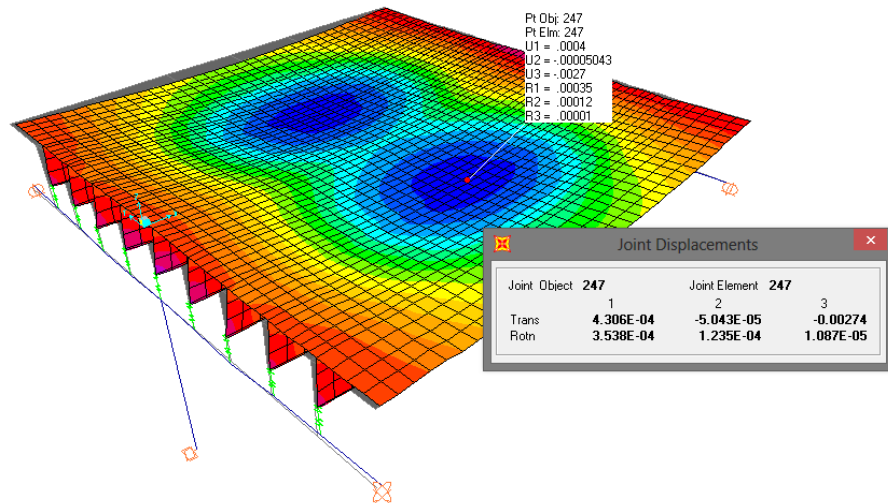 Pt Obj: 247
Pt Elm: 247
U1 = .0004
U2 = -.00005043
U3 = -.0027
R1 = .00035
R2 = .00012
R3 = .00001
Joint Displacements
Joint Object 247 Joint Element 247
1 2 3
Trans 4.306E-04 -5.043E-05 -0.00274
Rotn 3.538E-04 1.235E-04 1.087E-05